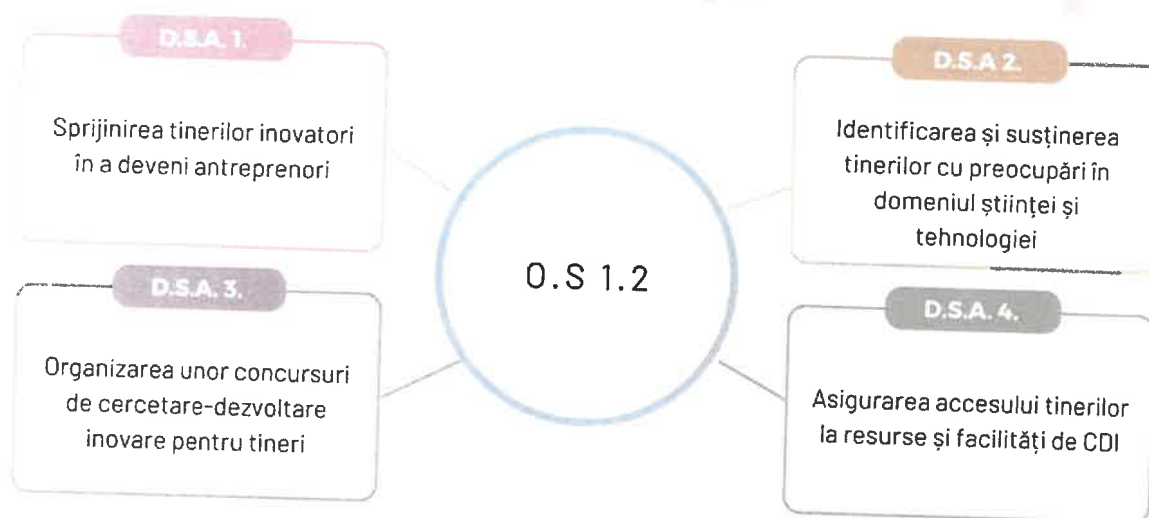 D.S.A. 1.
Sprijinirea tinerilor inovatori
în a deveni antreprenori
D.S.A 2.
Identificarea și susținerea
tinerilor cu preocupări în
domeniul științei și
tehnologiei
O.S 1.2
D.S.A. 3.
Organizarea unor concursuri
de cercetare-dezvoltare
inovare pentru tineri
D.S.A. 4.
Asigurarea accesului tinerilor
la resurse și facilități de CDI